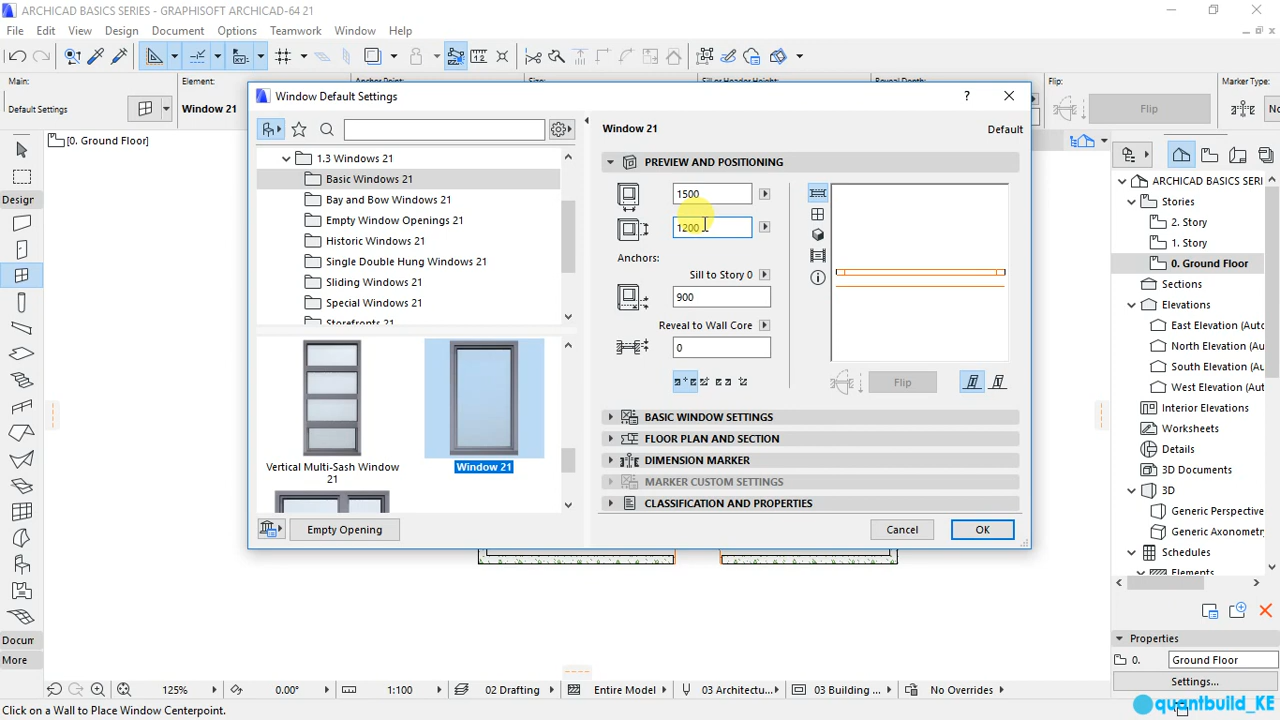 ARCHICAD BASICS SERIES - GRAPHISOFT ARCHICAD-64 21
File Edit View Design Document Options Teamwork Window Help
Main:
Element:
Default Settings
Window 21
Flip:
Marker Type:
Flip
[0. Ground Floor]
Window Default Settings
1.3 Windows 21
Basic Windows 21
Bay and Bow Windows 21
Empty Window Openings 21
Historic Windows 21
Single Double Hung Windows 21
Sliding Windows 21
Special Windows 21
Storefronts 21
Vertical Multi-Sash Window 21
Window 21
Empty Opening
Window 21
Default
PREVIEW AND POSITIONING
1500
1200
Anchors:
Sill to Story 0
900
Reveal to Wall Core
0
Flip
BASIC WINDOW SETTINGS
FLOOR PLAN AND SECTION
DIMENSION MARKER
MARKER CUSTOM SETTINGS
CLASSIFICATION AND PROPERTIES
Cancel
OK
Design
Docum
More
ARCHICAD BASICS SERI
Stories
2. Story
1. Story
0. Ground Floor
Sections
Elevations
East Elevation (Auto
North Elevation (Auto
South Elevation (Aut
West Elevation (Auto
Interior Elevations
Worksheets
Details
3D Documents
3D
Generic Perspective
Generic Axonometr
Schedules
Elements
Properties
0.
Ground Floor
Settings...
125%
0.00°
1:100
02 Drafting
Entire Model
03 Architectu...
03 Building ...
No Overrides
Click on a Wall to Place Window Centerpoint.
quantbuild_KE